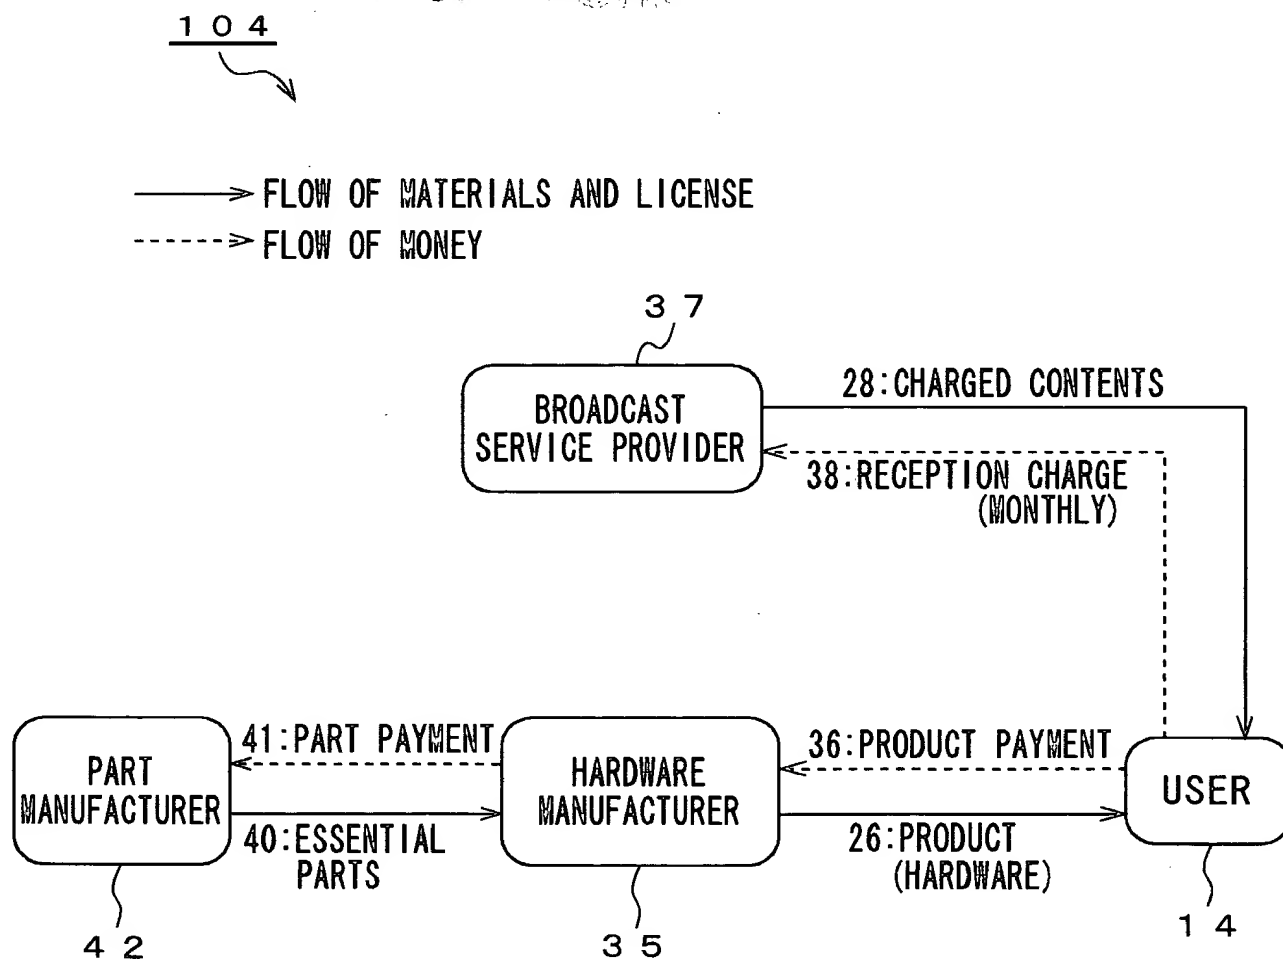 104
FLOW OF MATERIALS AND LICENSE
FLOW OF MONEY
37
BROADCAST
SERVICE PROVIDER
28:CHARGED CONTENTS
38:RECEPTION CHARGE
(MONTHLY)
41:PART PAYMENT
36:PRODUCT PAYMENT
PART
MANUFACTURER
HARDWARE
MANUFACTURER
USER
40:ESSENTIAL
PARTS
26:PRODUCT
(HARDWARE)
42
35
14